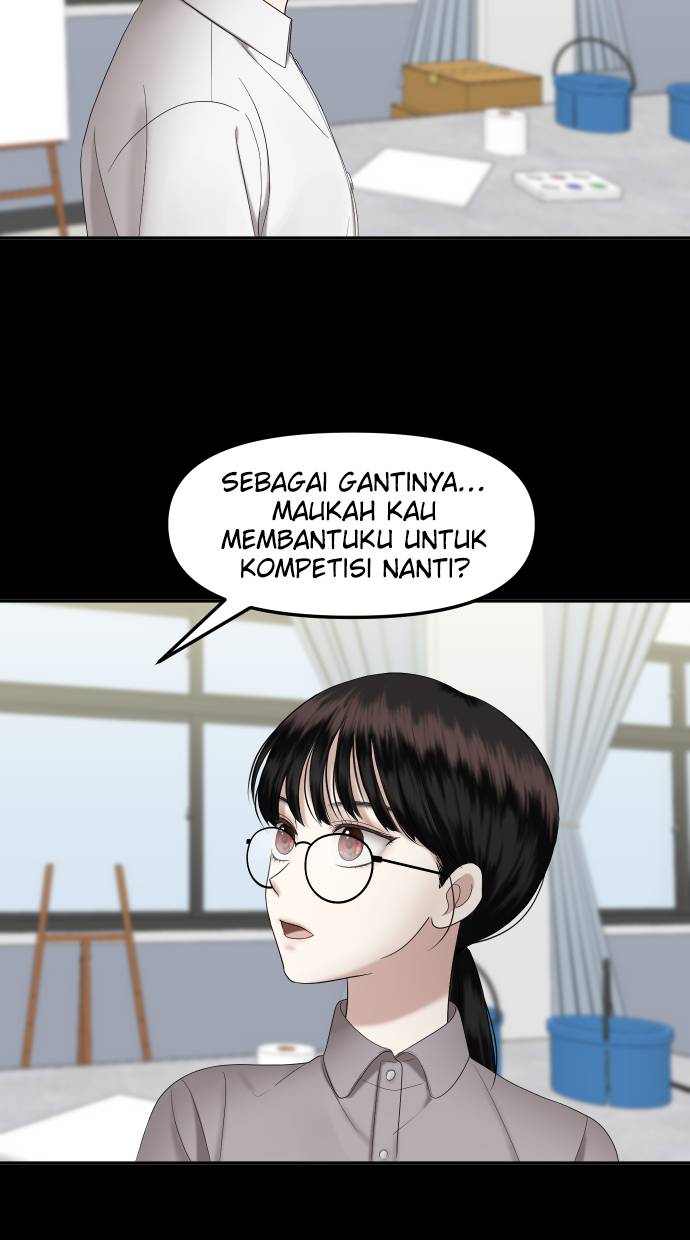 SEBAGAI GANTINYA...
MAUKAH KAU
MEMBANTUKU UNTUK
KOMPETISI NANTI?